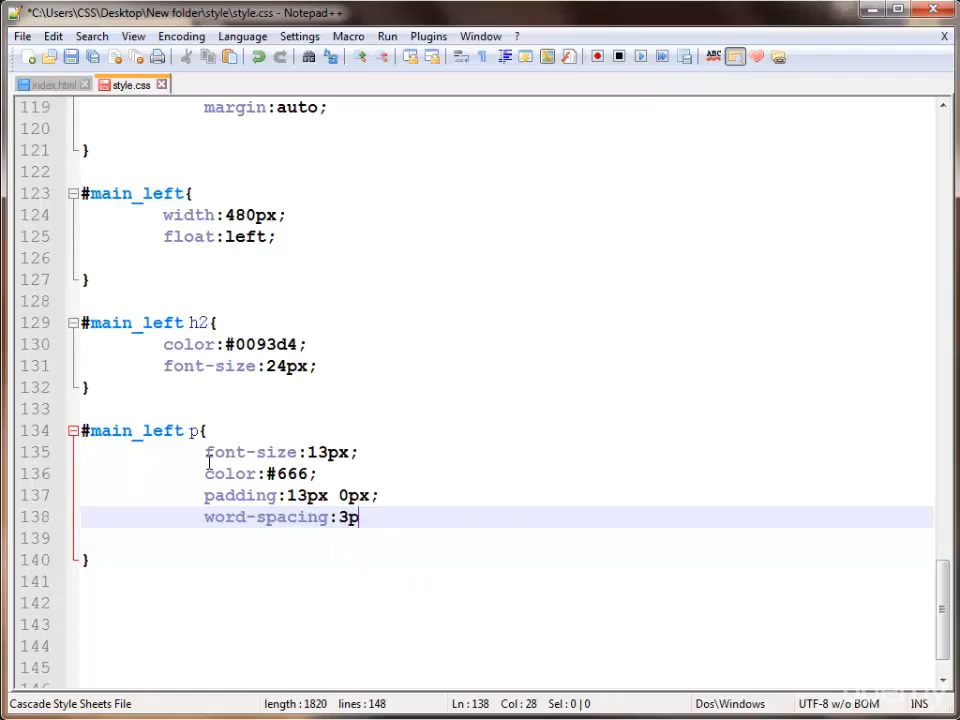 *C:\Users\CSS\Desktop\New folder\style\style.css - Notepad++
File Edit Search View Encoding Language Settings Macro Run Plugins Window ? X
index.html style.css
119 margin:auto;
120
121 }
122
123 #main_left{
124 width:480px;
125 float:left;
126
127 }
128
129 #main_left h2{
130 color:#0093d4;
131 font-size:24px;
132 }
133
134 #main_left p{
135 font-size:13px;
136 color:#666;
137 padding:13px 0px;
138 word-spacing:3p
139
140 }
141
142
143
144
145
Cascade Style Sheets File length : 1820 lines : 148 Ln : 138 Col : 28 Sel : 0 | 0 Dos\Windows UTF-8 w/o BOM INS